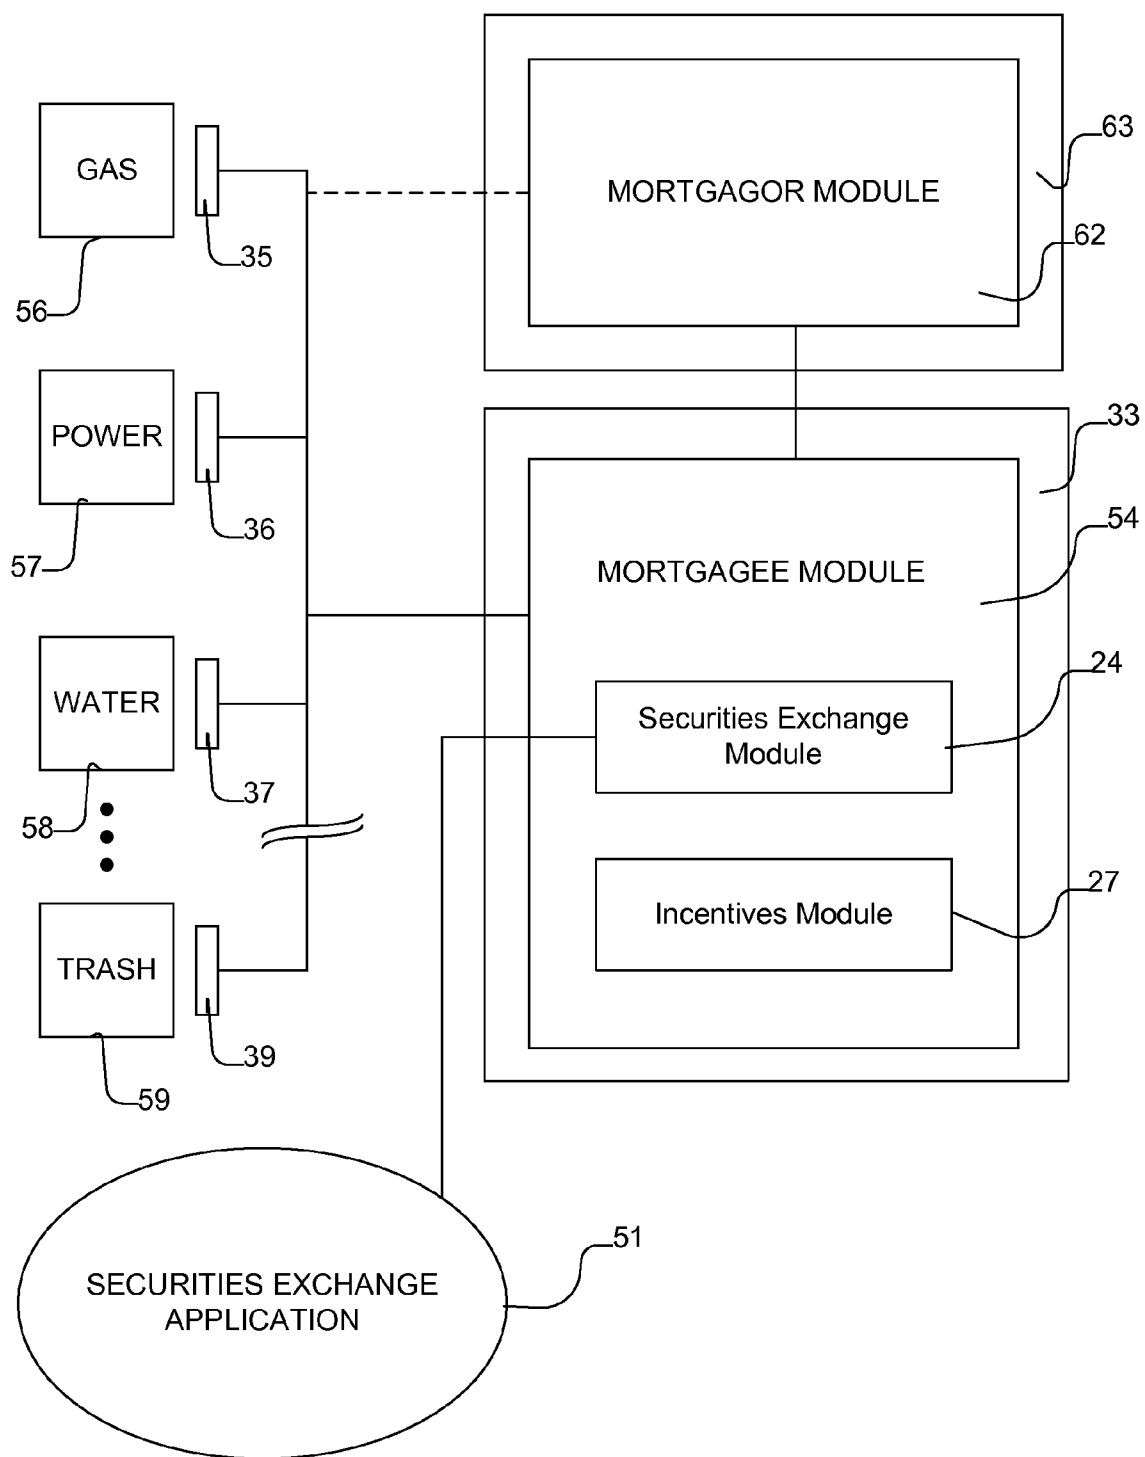 GAS
35
56
MORTGAGOR MODULE
63
62
POWER
36
57
33
54
MORTGAGEE MODULE
WATER
37
58
24
Securities Exchange
Module
27
Incentives Module
TRASH
39
59
51
SECURITIES EXCHANGE
APPLICATION